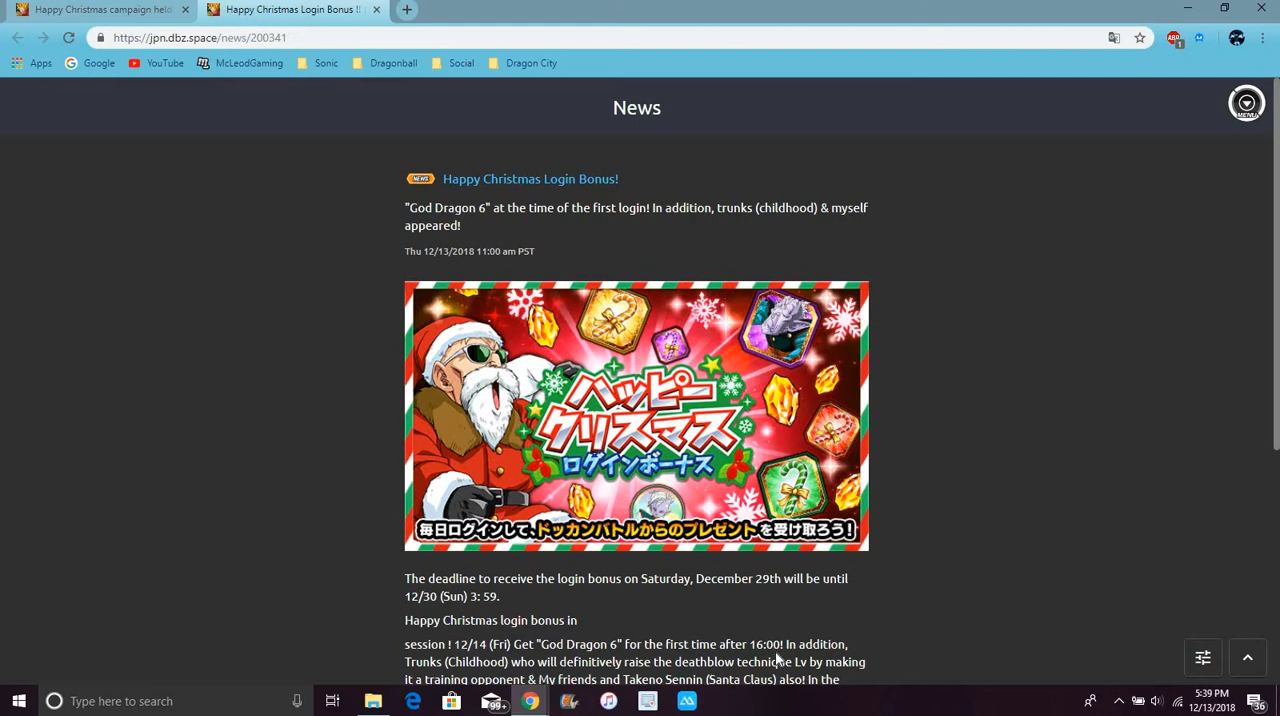 Happy Christmas campaign held
Happy Christmas Login Bonus !!
https://jpn.dbz.space/news/200341
ABP
1
Apps
Google
YouTube
McLeodGaming
Sonic
Dragonball
Social
Dragon City
News
MENU
NEWS
Happy Christmas Login Bonus!
"God Dragon 6" at the time of the first login! In addition, trunks (childhood) & myself
appeared!
Thu 12/13/2018 11:00 am PST
ハッピー
クリスマス
ログインボーナス
毎日ログインして、ドッカンバトルからのプレゼントを受け取ろう!
The deadline to receive the login bonus on Saturday, December 29th will be until
12/30 (Sun) 3: 59.
Happy Christmas login bonus in
session ! 12/14 (Fri) Get "God Dragon 6" for the first time after 16:00! In addition,
Trunks (Childhood) who will definitively raise the deathblow technique Lv by making
it a training opponent & My friends and Takeno Sennin (Santa Claus) also! In the
Type here to search
99+
5:39 PM
12/13/2018
36